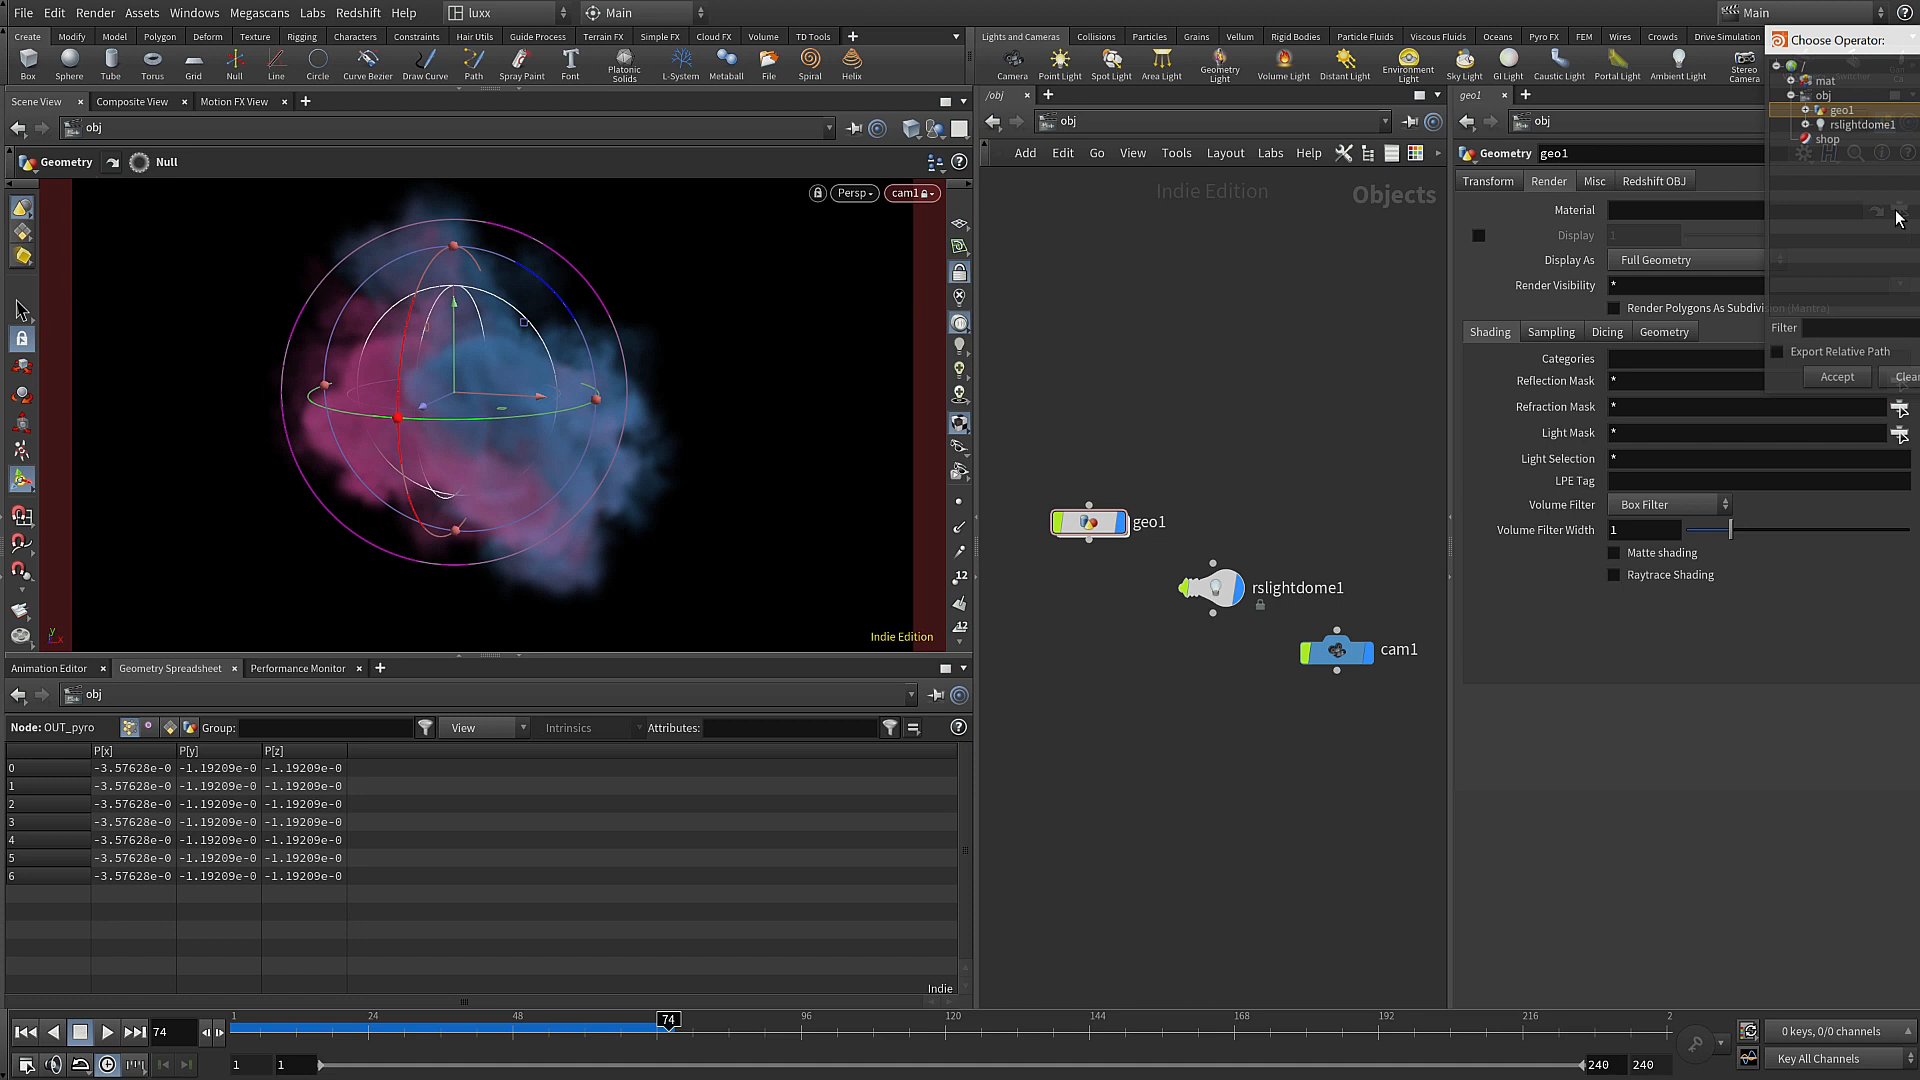 File Edit Render Assets Windows Megascans Labs Redshift Help luxx Main Main
Create Modify Model Polygon Deform Texture Rigging Characters Constraints Hair Utils Guide Process Terrain FX Simple FX Cloud FX Volume TD Tools
Lights and Cameras Collisions Particles Grains Vellum Rigid Bodies Particle Fluids Viscous Fluids Oceans Pyro FX FEM Wires Crowds Drive Simulation
Box Sphere Tube Torus Grid Null Line Circle Curve Bezier Draw Curve Path Spray Paint Font Platonic Solids L-System Metaball File Spiral Helix
Camera Point Light Spot Light Area Light Geometry Light Volume Light Distant Light Environment Light Sky Light GI Light Caustic Light Portal Light Ambient Light Stereo Camera
Choose Operator:
/
mat
obj
geo1
rslightdome1
shop
Filter
Export Relative Path
Accept Clear
Scene View Composite View Motion FX View
obj
Geometry Null
Persp cam1
Indie Edition
y
x
12
12
/obj
obj
Add Edit Go View Tools Layout Labs Help
Indie Edition Objects
geo1
rslightdome1
cam1
geo1
obj
Geometry geo1
Transform Render Misc Redshift OBJ
Material
Display 1
Display As Full Geometry
Render Visibility *
Render Polygons As Subdivision (Mantra)
Shading Sampling Dicing Geometry
Categories
Reflection Mask *
Refraction Mask *
Light Mask *
Light Selection *
LPE Tag
Volume Filter Box Filter
Volume Filter Width 1
Matte shading
Raytrace Shading
Animation Editor Geometry Spreadsheet Performance Monitor
obj
Node: OUT_pyro Group: View Intrinsics Attributes:
P[x] P[y] P[z]
0 -3.57628e-0 -1.19209e-0 -1.19209e-0
1 -3.57628e-0 -1.19209e-0 -1.19209e-0
2 -3.57628e-0 -1.19209e-0 -1.19209e-0
3 -3.57628e-0 -1.19209e-0 -1.19209e-0
4 -3.57628e-0 -1.19209e-0 -1.19209e-0
5 -3.57628e-0 -1.19209e-0 -1.19209e-0
6 -3.57628e-0 -1.19209e-0 -1.19209e-0
Indie
74 1 24 48 74 96 120 144 168 192 216 2
0 keys, 0/0 channels
1 1 240 240 Key All Channels